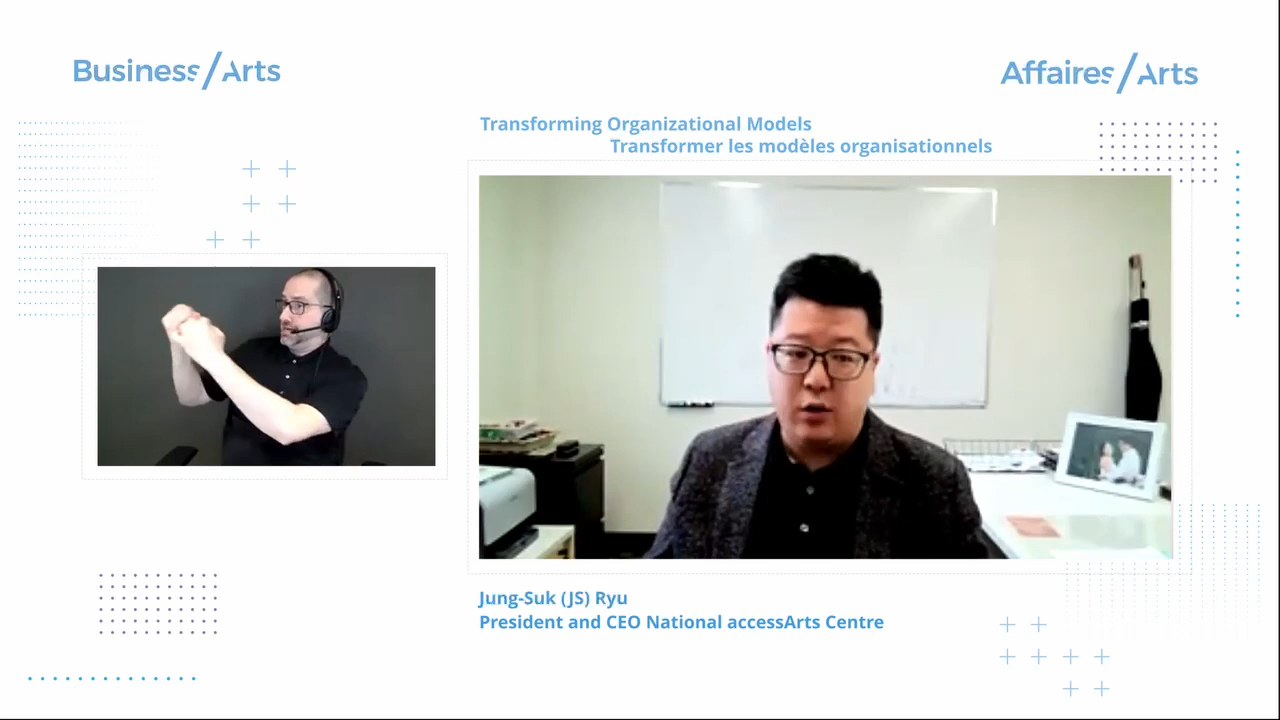 Business/Arts
Affaires/Arts
Transforming Organizational Models
Transformer les modèles organisationnels
Jung-Suk (JS) Ryu
President and CEO National accessArts Centre